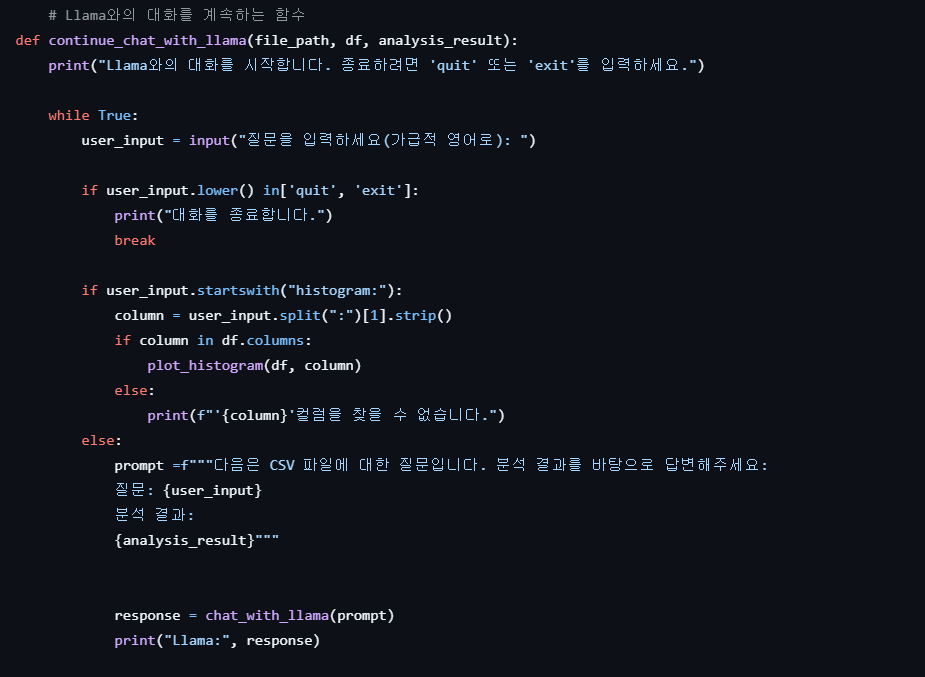 # Llama와의 대화를 계속하는 함수
def continue_chat_with_llama(file_path, df, analysis_result):
print("Llama와의 대화를 시작합니다. 종료하려면 'quit' 또는 'exit'를 입력하세요.")
while True:
user_input = input("질문을 입력하세요(가급적 영어로): ")
if user_input.lower() in['quit', 'exit']:
print("대화를 종료합니다.")
break
if user_input.startswith("histogram:"):
column = user_input.split(":")[1].strip()
if column in df.columns:
plot_histogram(df, column)
else:
print(f"'{column}'컬럼을 찾을 수 없습니다.")
else:
prompt =f"""다음은 CSV 파일에 대한 질문입니다. 분석 결과를 바탕으로 답변해주세요:
질문: {user_input}
분석 결과:
{analysis_result}"""
response = chat_with_llama(prompt)
print("Llama:", response)